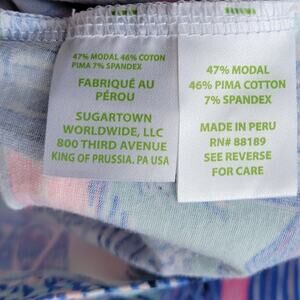 47% MODAL 46% COTON
PIMA 7% SPANDEX
FABRIQUÉ AU
PÉROU
SUGARTOWN
WORLDWIDE, LLC
800 THIRD AVENUE
KING OF PRUSSIA. PA USA
47% MODAL
46% PIMA COTTON
7% SPANDEX
MADE IN PERU
RN# 88189
SEE REVERSE
FOR CARE